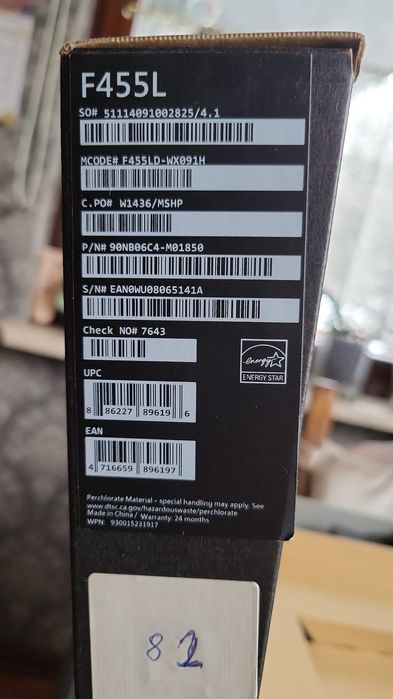 F455L
SO# 51114091002825/4.1
MCODE# F455LD-WX091H
C.PO# W1436/MSHP
P/N# 90NB06C4-M01850
S/N# EAN0WU08065141A
Check NO# 7643
energy
ENERGY STAR
UPC
8 86227 89619 6
EAN
4 716659 896197
Perchlorate Material - special handling may apply. See
www.dtsc.ca.gov/hazardouswaste/perchlorate
Made in China / Warranty: 24 months
WPN: 930015231917
82